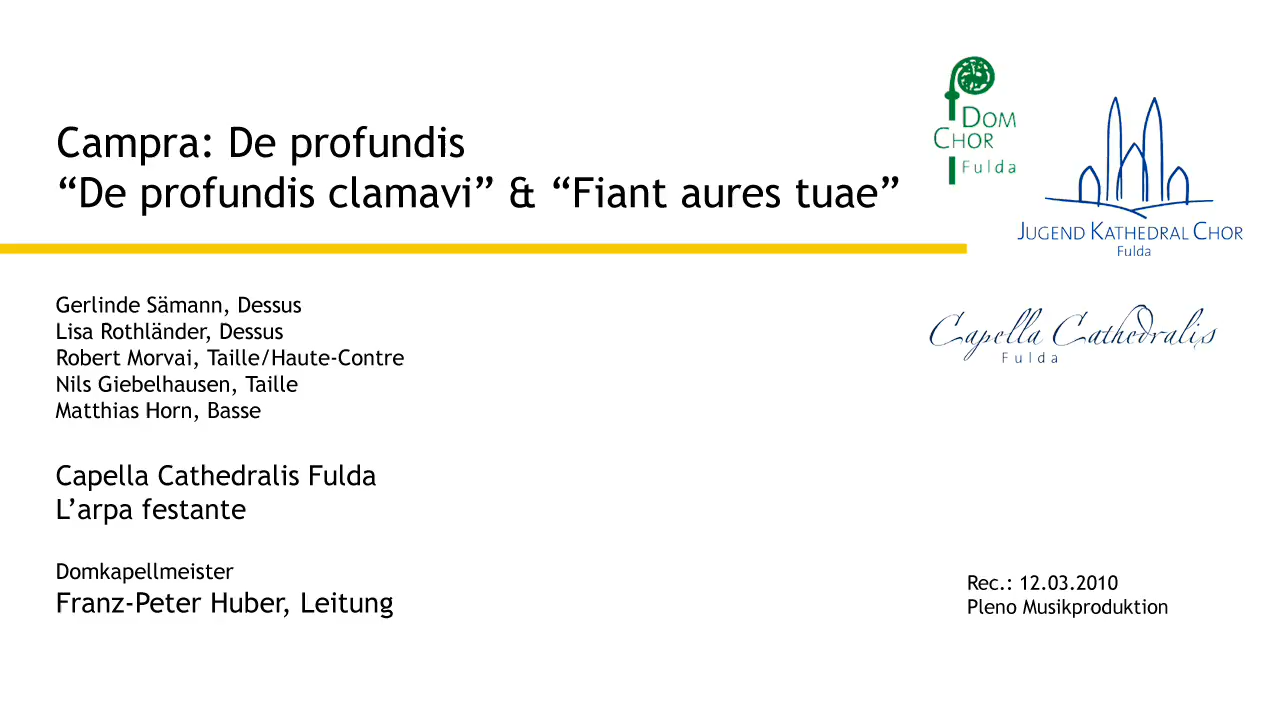 Campra: De profundis
“De profundis clamavi” & “Fiant aures tuae”
DOM
CHOR
Fulda
JUGEND KATHEDRAL CHOR
Fulda
Gerlinde Sämann, Dessus
Lisa Rothländer, Dessus
Robert Morvai, Taille/Haute-Contre
Nils Giebelhausen, Taille
Matthias Horn, Basse
Capella Cathedralis
Fulda
Capella Cathedralis Fulda
L’arpa festante
Domkapellmeister
Franz-Peter Huber, Leitung
Rec.: 12.03.2010
Pleno Musikproduktion